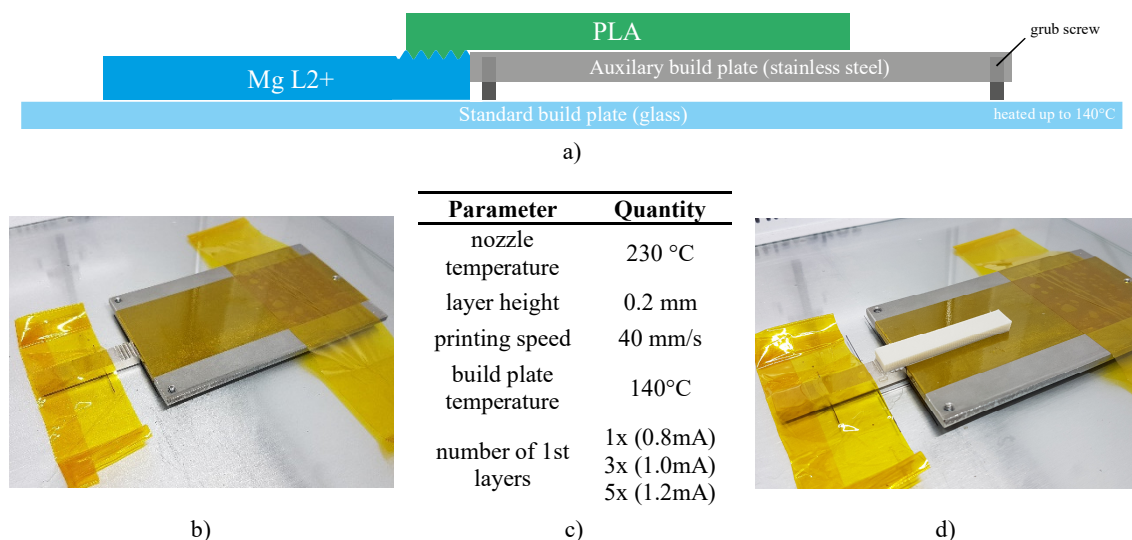 PLA
grub screw
Mg L2+
Auxilary build plate (stainless steel)
Standard build plate (glass)
heated up to 140°C
a)
Parameter Quantity
nozzle
temperature
230 °C
layer height 0.2 mm
printing speed 40 mm/s
build plate
temperature
140°C
number of 1st
layers
1x (0.8mA)
3x (1.0mA)
5x (1.2mA)
b)
c)
d)